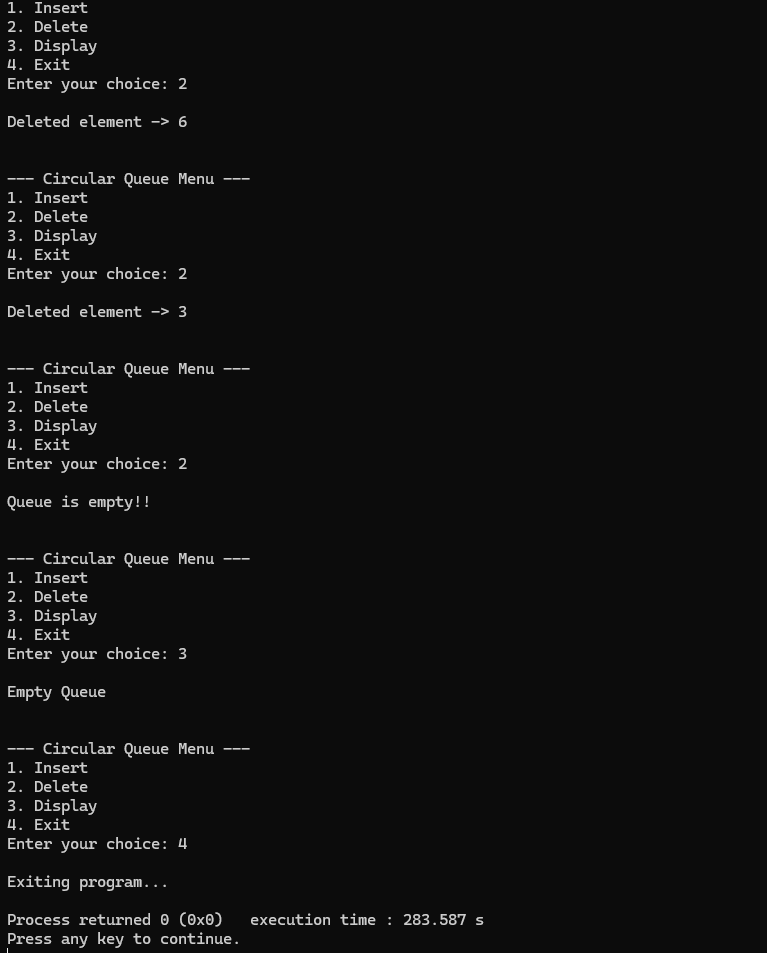 1. Insert
2. Delete
3. Display
4. Exit
Enter your choice: 2
Deleted element -> 6
--- Circular Queue Menu ---
1. Insert
2. Delete
3. Display
4. Exit
Enter your choice: 2
Deleted element -> 3
--- Circular Queue Menu ---
1. Insert
2. Delete
3. Display
4. Exit
Enter your choice: 2
Queue is empty!!
--- Circular Queue Menu ---
1. Insert
2. Delete
3. Display
4. Exit
Enter your choice: 3
Empty Queue
--- Circular Queue Menu ---
1. Insert
2. Delete
3. Display
4. Exit
Enter your choice: 4
Exiting program...
Process returned 0 (0x0)   execution time : 283.587 s
Press any key to continue.